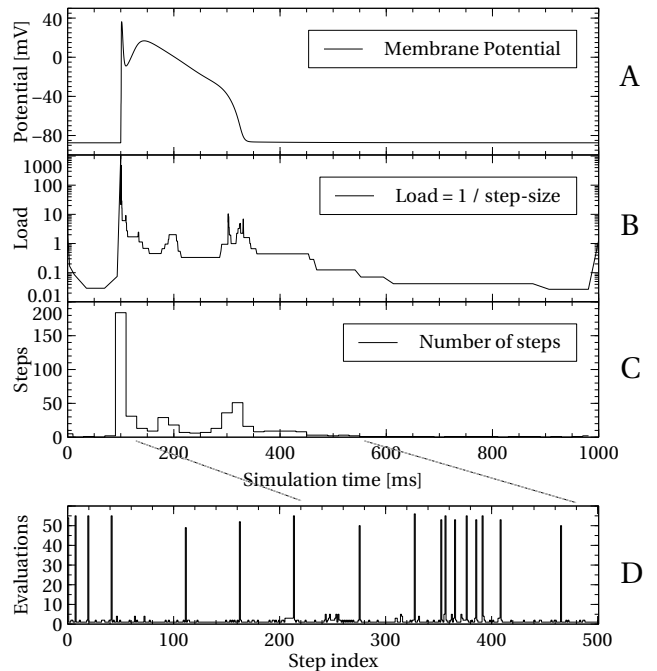 40
0
−40
−80
Potential [mV]
Membrane Potential
A
1000
100
10
1
0.1
0.01
Load
Load = 1 / step-size
B
200
150
100
50
0
Steps
Number of steps
C
0 200 400 600 800 1000
Simulation time [ms]
50
40
30
20
10
0
Evaluations
D
0 100 200 300 400 500
Step index